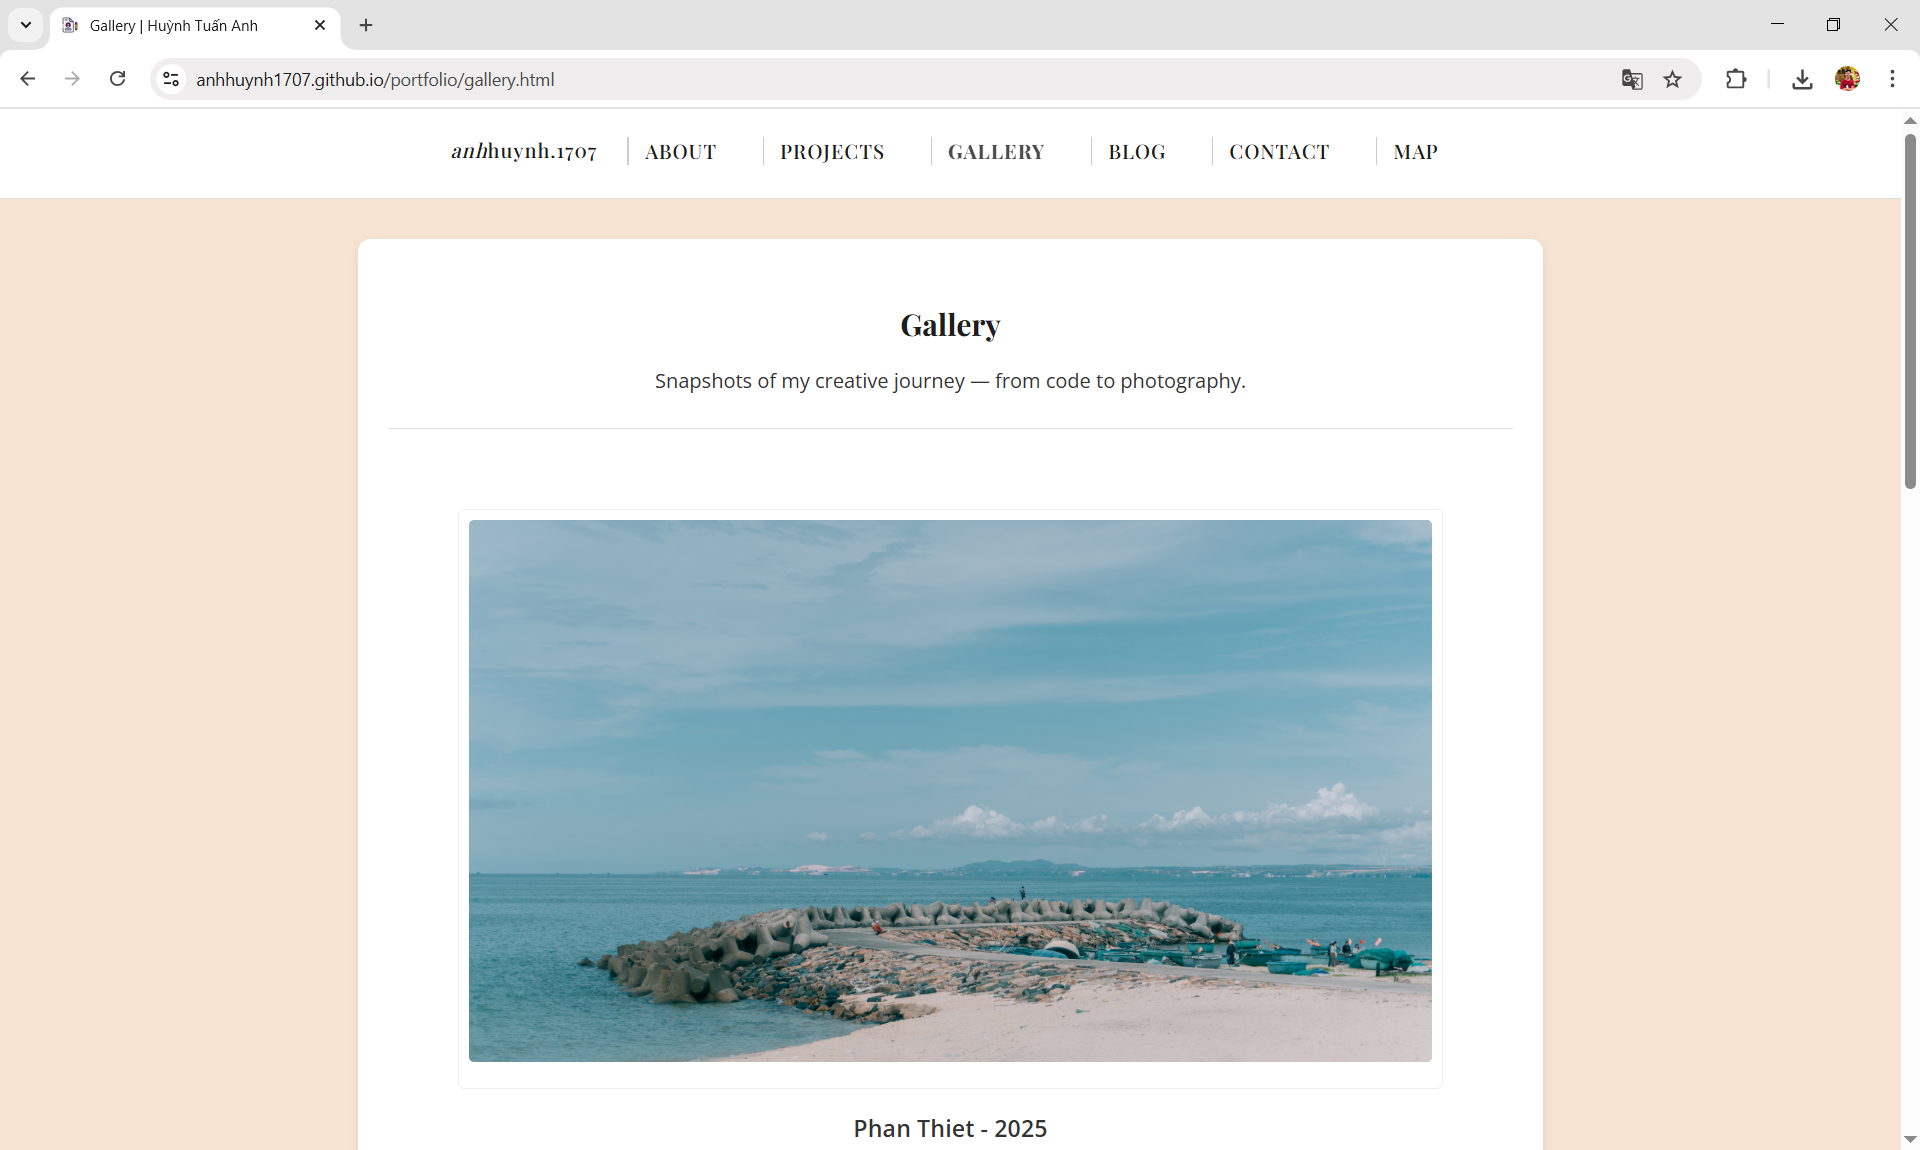 Gallery | Huỳnh Tuấn Anh
anhhuynh1707.github.io/portfolio/gallery.html
anhhuynh.1707 ABOUT PROJECTS GALLERY BLOG CONTACT MAP
Gallery
Snapshots of my creative journey — from code to photography.
Phan Thiet - 2025